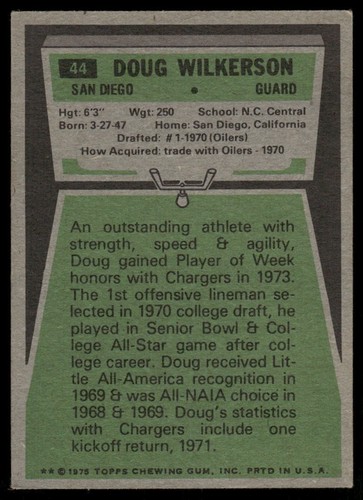 44 DOUG WILKERSON
SAN DIEGO • GUARD
Hgt: 6'3" Wgt: 250 School: N.C. Central
Born: 3-27-47 Home: San Diego, California
Drafted: #1-1970 (Oilers)
How Acquired: trade with Oilers - 1970
An outstanding athlete with
strength, speed & agility,
Doug gained Player of Week
honors with Chargers in 1973.
The 1st offensive lineman se-
lected in 1970 college draft, he
played in Senior Bowl & Col-
lege All-Star game after col-
lege career. Doug received Lit-
tle All-America recognition in
1969 & was All-NAIA choice in
1968 & 1969. Doug's statistics
with Chargers include one
kickoff return, 1971.
** © 1975 TOPPS CHEWING GUM, INC. PRTD IN U.S.A.